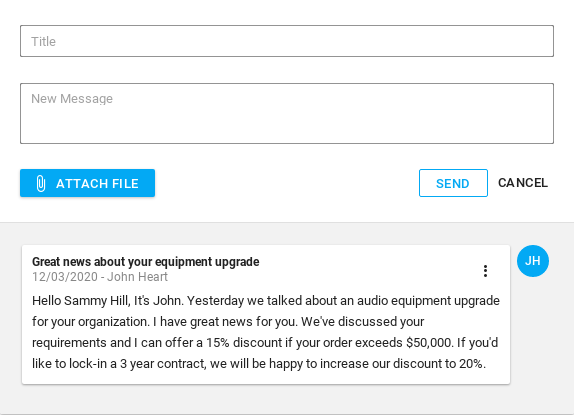 Title
New Message
ATTACH FILE
SEND
CANCEL
Great news about your equipment upgrade
12/03/2020 - John Heart
JH
Hello Sammy Hill, It's John. Yesterday we talked about an audio equipment upgrade
for your organization. I have great news for you. We've discussed your
requirements and I can offer a 15% discount if your order exceeds $50,000. If you'd
like to lock-in a 3 year contract, we will be happy to increase our discount to 20%.